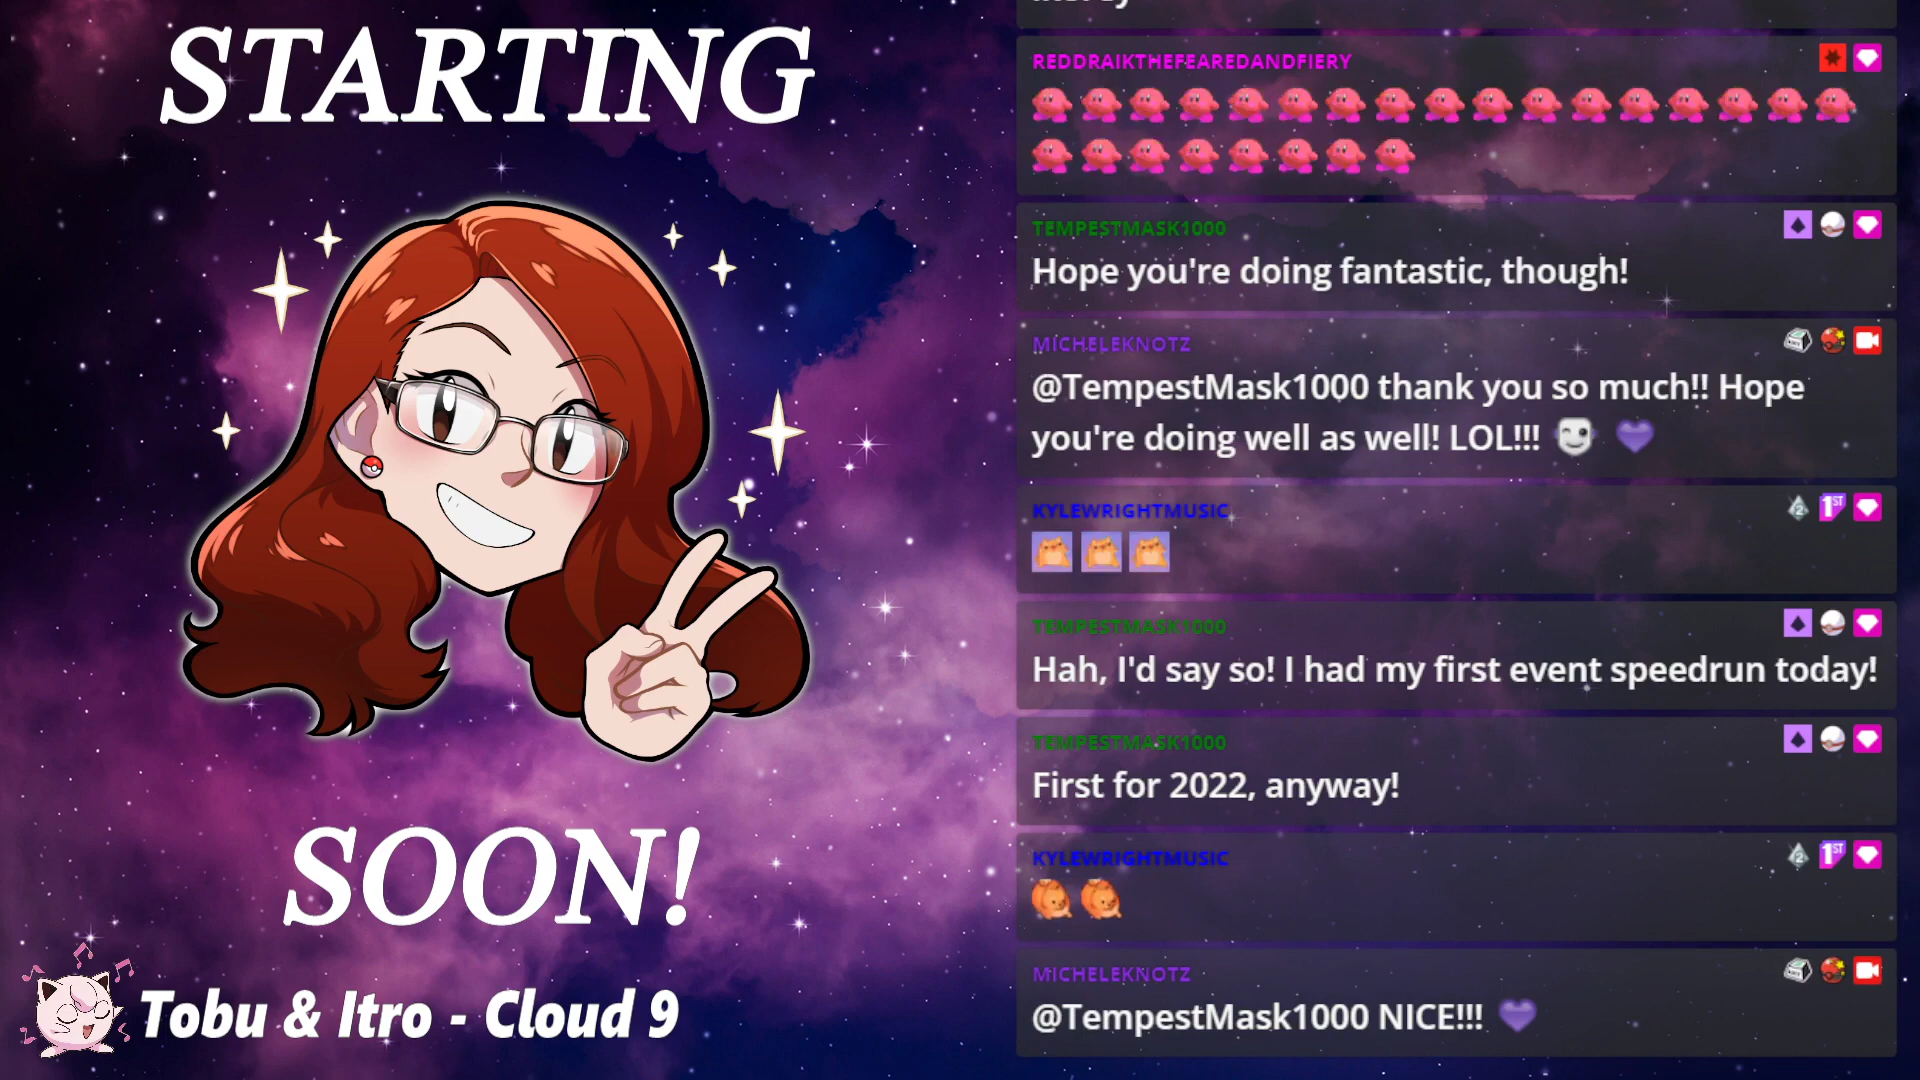 STARTING
SOON!
Tobu & Itro - Cloud 9
REDDRAIKTHEFEAREDANDFIERY
TEMPESTMASK1000
Hope you're doing fantastic, though!
MICHELEKNOTZ
@TempestMask1000 thank you so much!! Hope
you're doing well as well! LOL!!!
KYLEWRIGHTMUSIC
1ST
TEMPESTMASK1000
Hah, I'd say so! I had my first event speedrun today!
TEMPESTMASK1000
First for 2022, anyway!
KYLEWRIGHTMUSIC
1ST
MICHELEKNOTZ
@TempestMask1000 NICE!!!